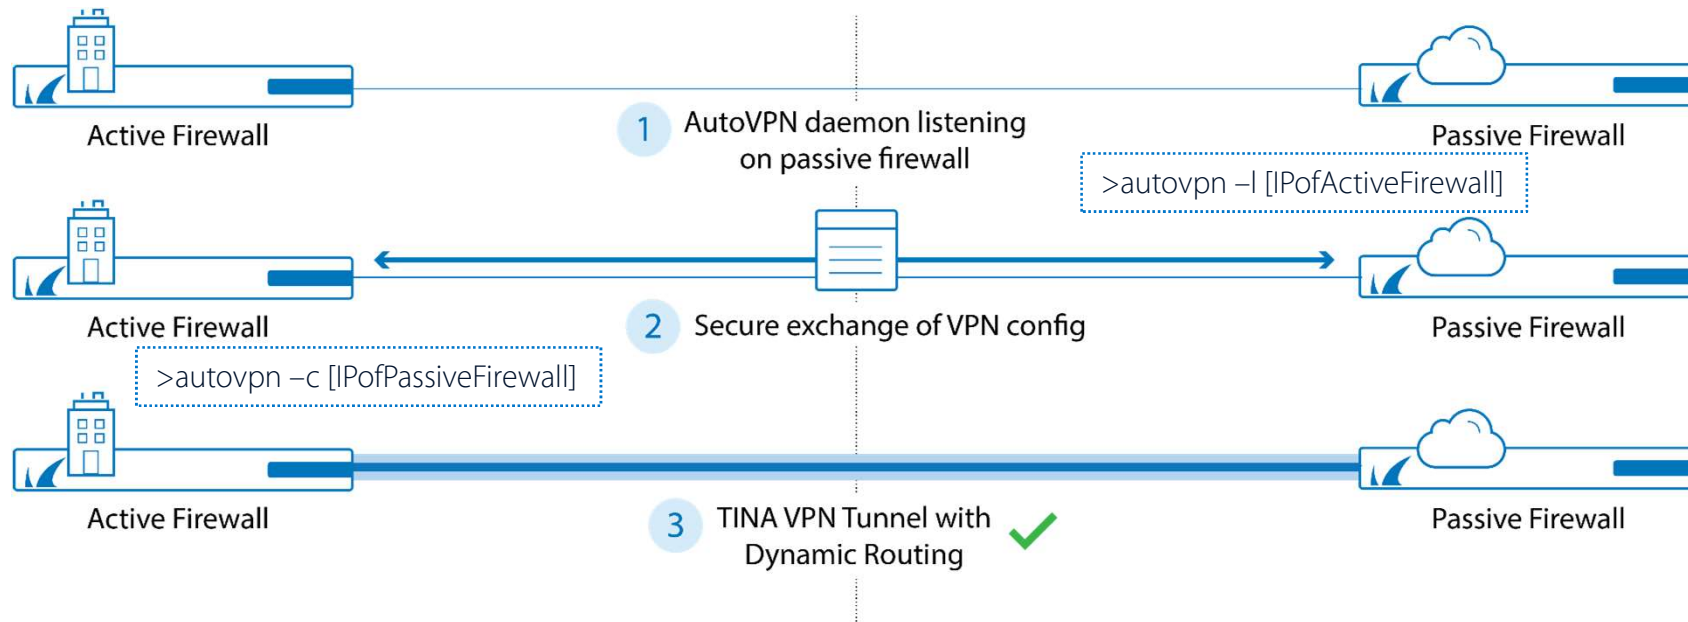 Active Firewall
1
AutoVPN daemon listening
on passive firewall
Passive Firewall
>autovpn –l [IPofActiveFirewall]
Active Firewall
2
Secure exchange of VPN config
Passive Firewall
>autovpn –c [IPofPassiveFirewall]
Active Firewall
3
TINA VPN Tunnel with
Dynamic Routing
Passive Firewall